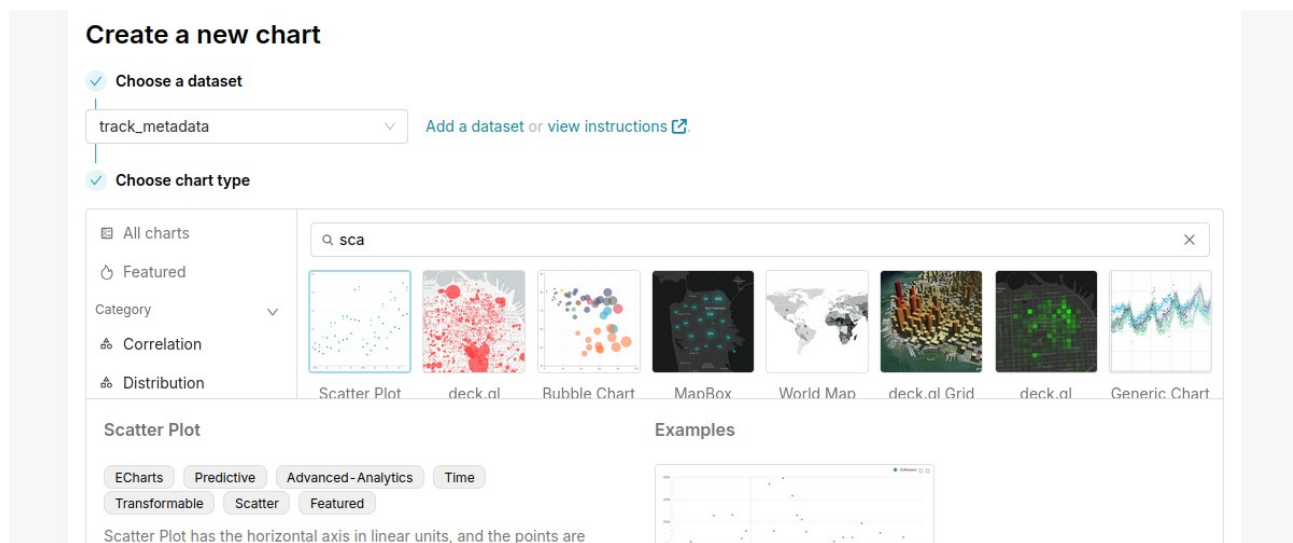 Create a new chart
Choose a dataset
track_metadata
Add a dataset or view instructions.
Choose chart type
All charts
Featured
Category
Correlation
Distribution
sca
Scatter Plot deck.gl Bubble Chart MapBox World Map deck.gl Grid deck.gl Generic Chart
Scatter Plot
Examples
ECharts Predictive Advanced-Analytics Time
Transformable Scatter Featured
Scatter Plot has the horizontal axis in linear units, and the points are